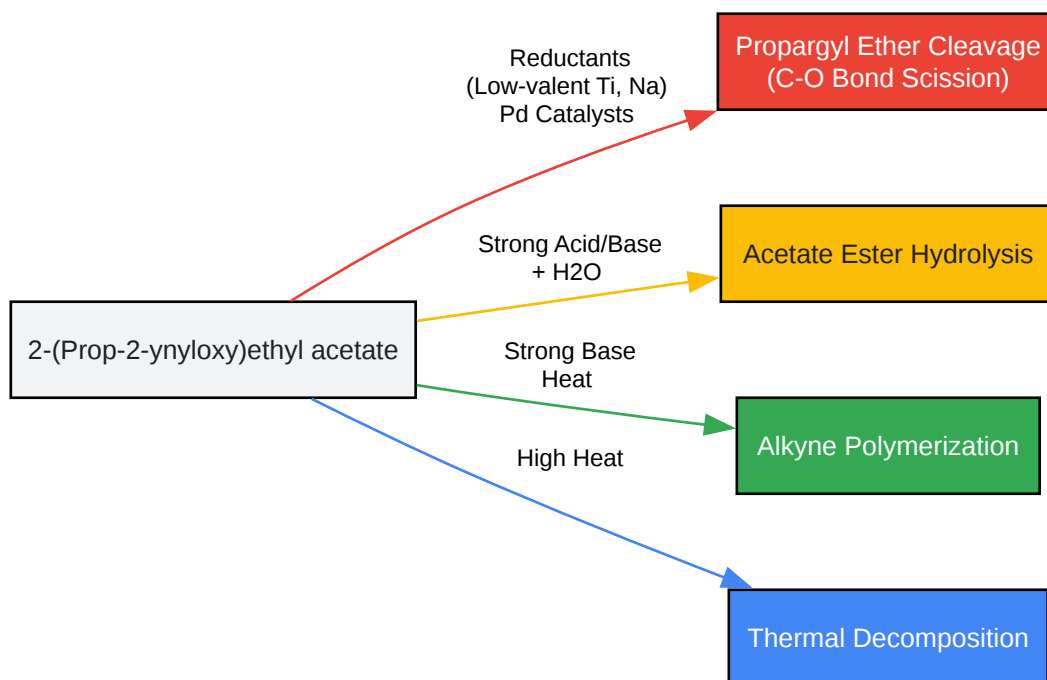 Propargyl Ether Cleavage
(C-O Bond Scission)
Reductants
(Low-valent Ti, Na)
Pd Catalysts
Strong Acid/Base
+ H2O
Acetate Ester Hydrolysis
2-(Prop-2-ynyloxy)ethyl acetate
Strong Base
Heat
Alkyne Polymerization
High Heat
Thermal Decomposition